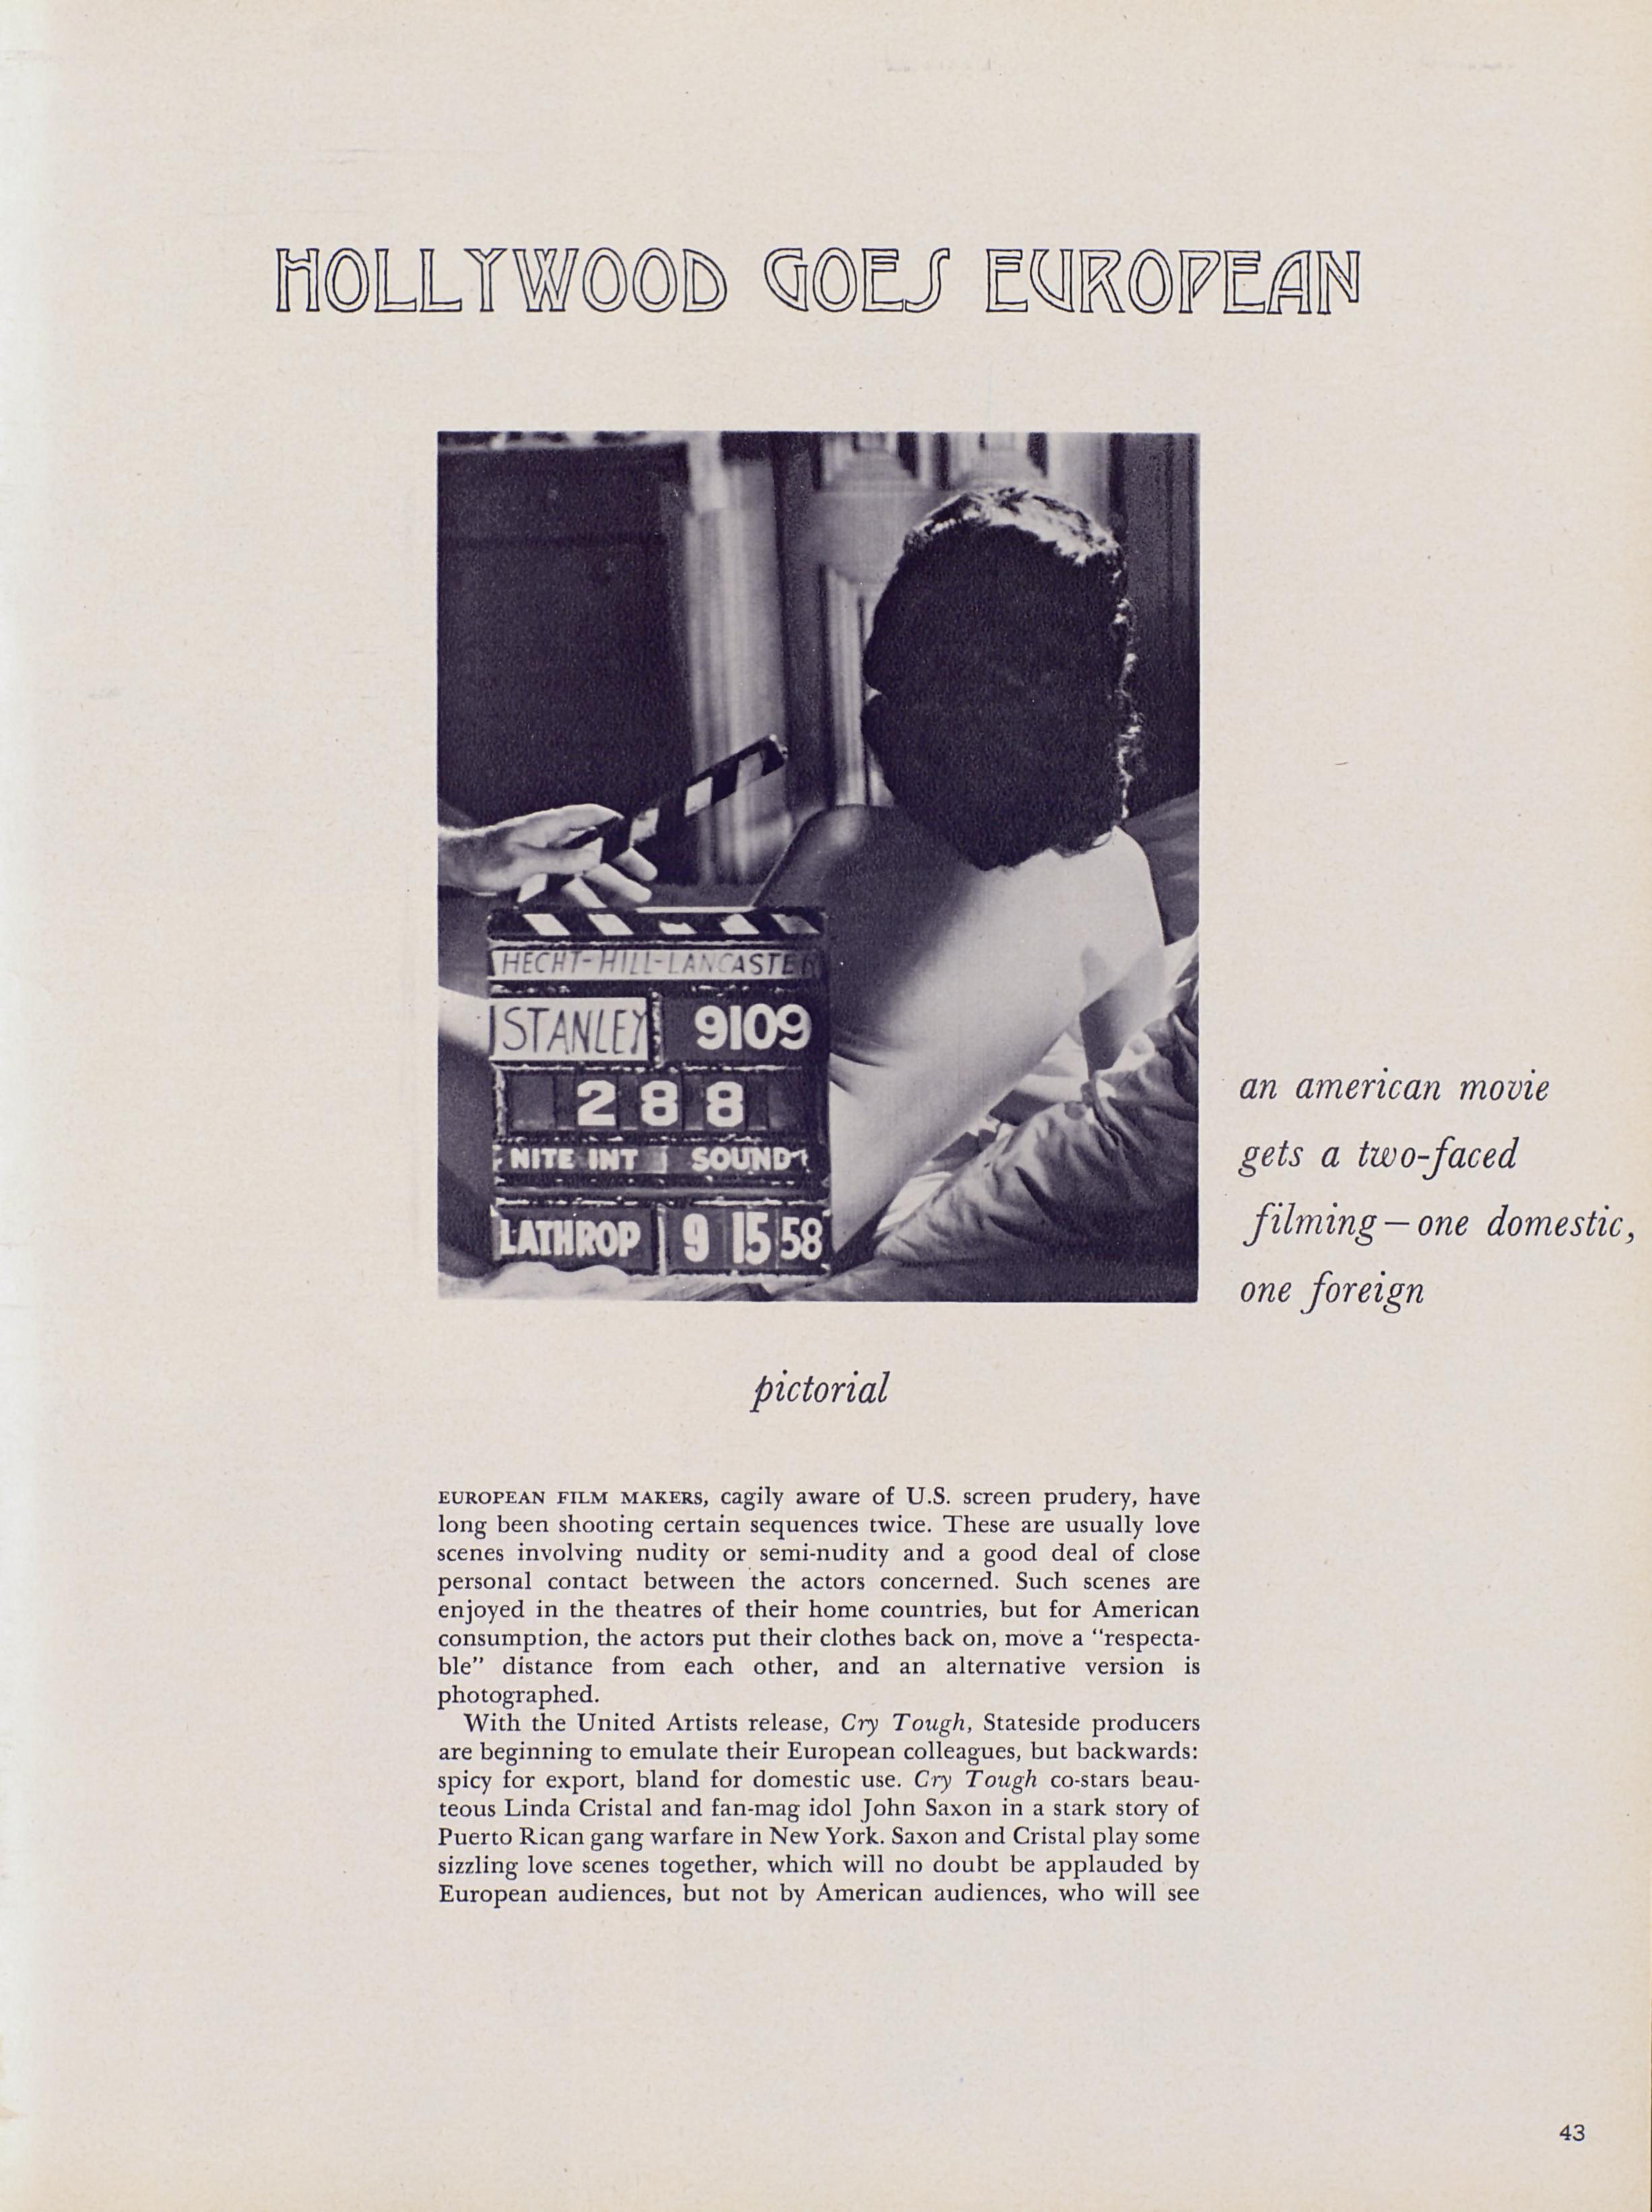 HOLLYWOOD GOES EUROPEAN
HECHT-HILL-LANCASTER
STANLEY 9109
288
NITE INT SOUND
LATHROP 9 15 58
an american movie
gets a two-faced
filming—one domestic,
one foreign
pictorial
EUROPEAN FILM MAKERS, cagily aware of U.S. screen prudery, have
long been shooting certain sequences twice. These are usually love
scenes involving nudity or semi-nudity and a good deal of close
personal contact between the actors concerned. Such scenes are
enjoyed in the theatres of their home countries, but for American
consumption, the actors put their clothes back on, move a “respecta-
ble” distance from each other, and an alternative version is
photographed.
With the United Artists release, Cry Tough, Stateside producers
are beginning to emulate their European colleagues, but backwards:
spicy for export, bland for domestic use. Cry Tough co-stars beau-
teous Linda Cristal and fan-mag idol John Saxon in a stark story of
Puerto Rican gang warfare in New York. Saxon and Cristal play some
sizzling love scenes together, which will no doubt be applauded by
European audiences, but not by American audiences, who will see
43